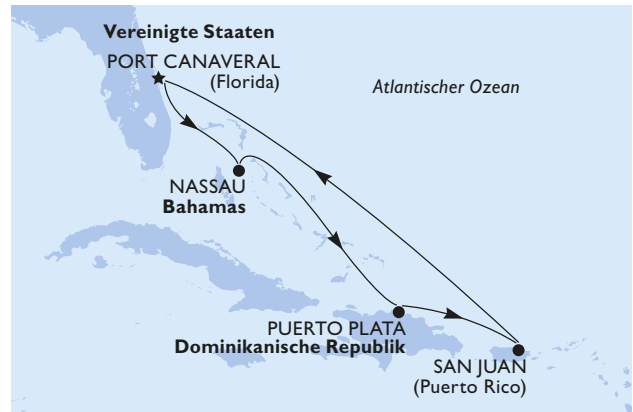 Vereinigte Staaten
PORT CANAVERAL
(Florida)
Atlantischer Ozean
NASSAU
Bahamas
PUERTO PLATA
Dominikanische Republik
SAN JUAN
(Puerto Rico)